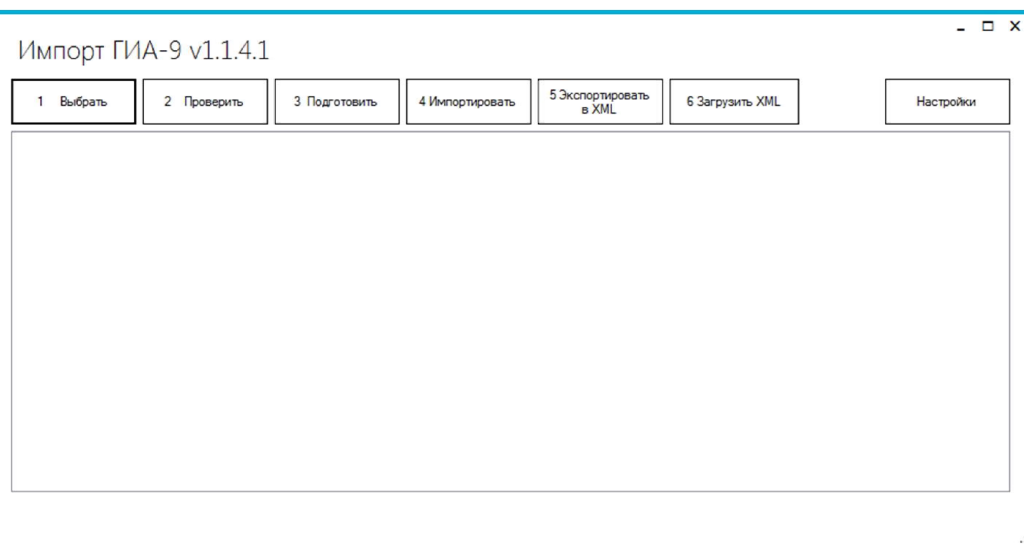 Импорт ГИА-9 v1.1.4.1
1 Выбрать
2 Проверить
3 Подготовить
4 Импортировать
5 Экспортировать
в XML
6 Загрузить XML
Настройки